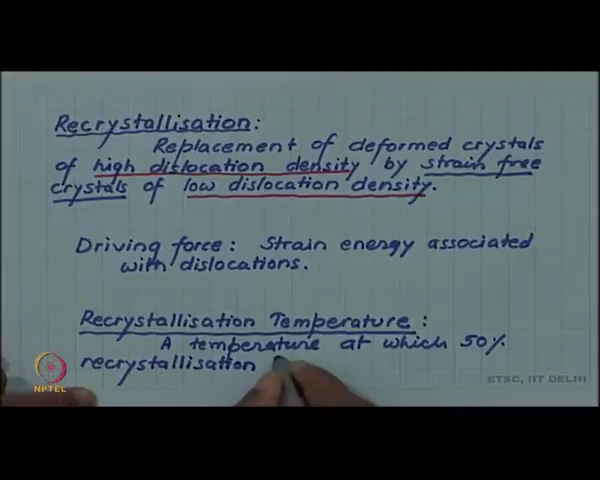 Recrystallisation:
Replacement of deformed crystals
of high dislocation density by strain free
crystals of low dislocation density.
Driving force: Strain energy associated
with dislocations.
Recrystallisation Temperature:
A temperature at which 50%
recrystallisation
NPTEL
ETSC, IIT DELHI